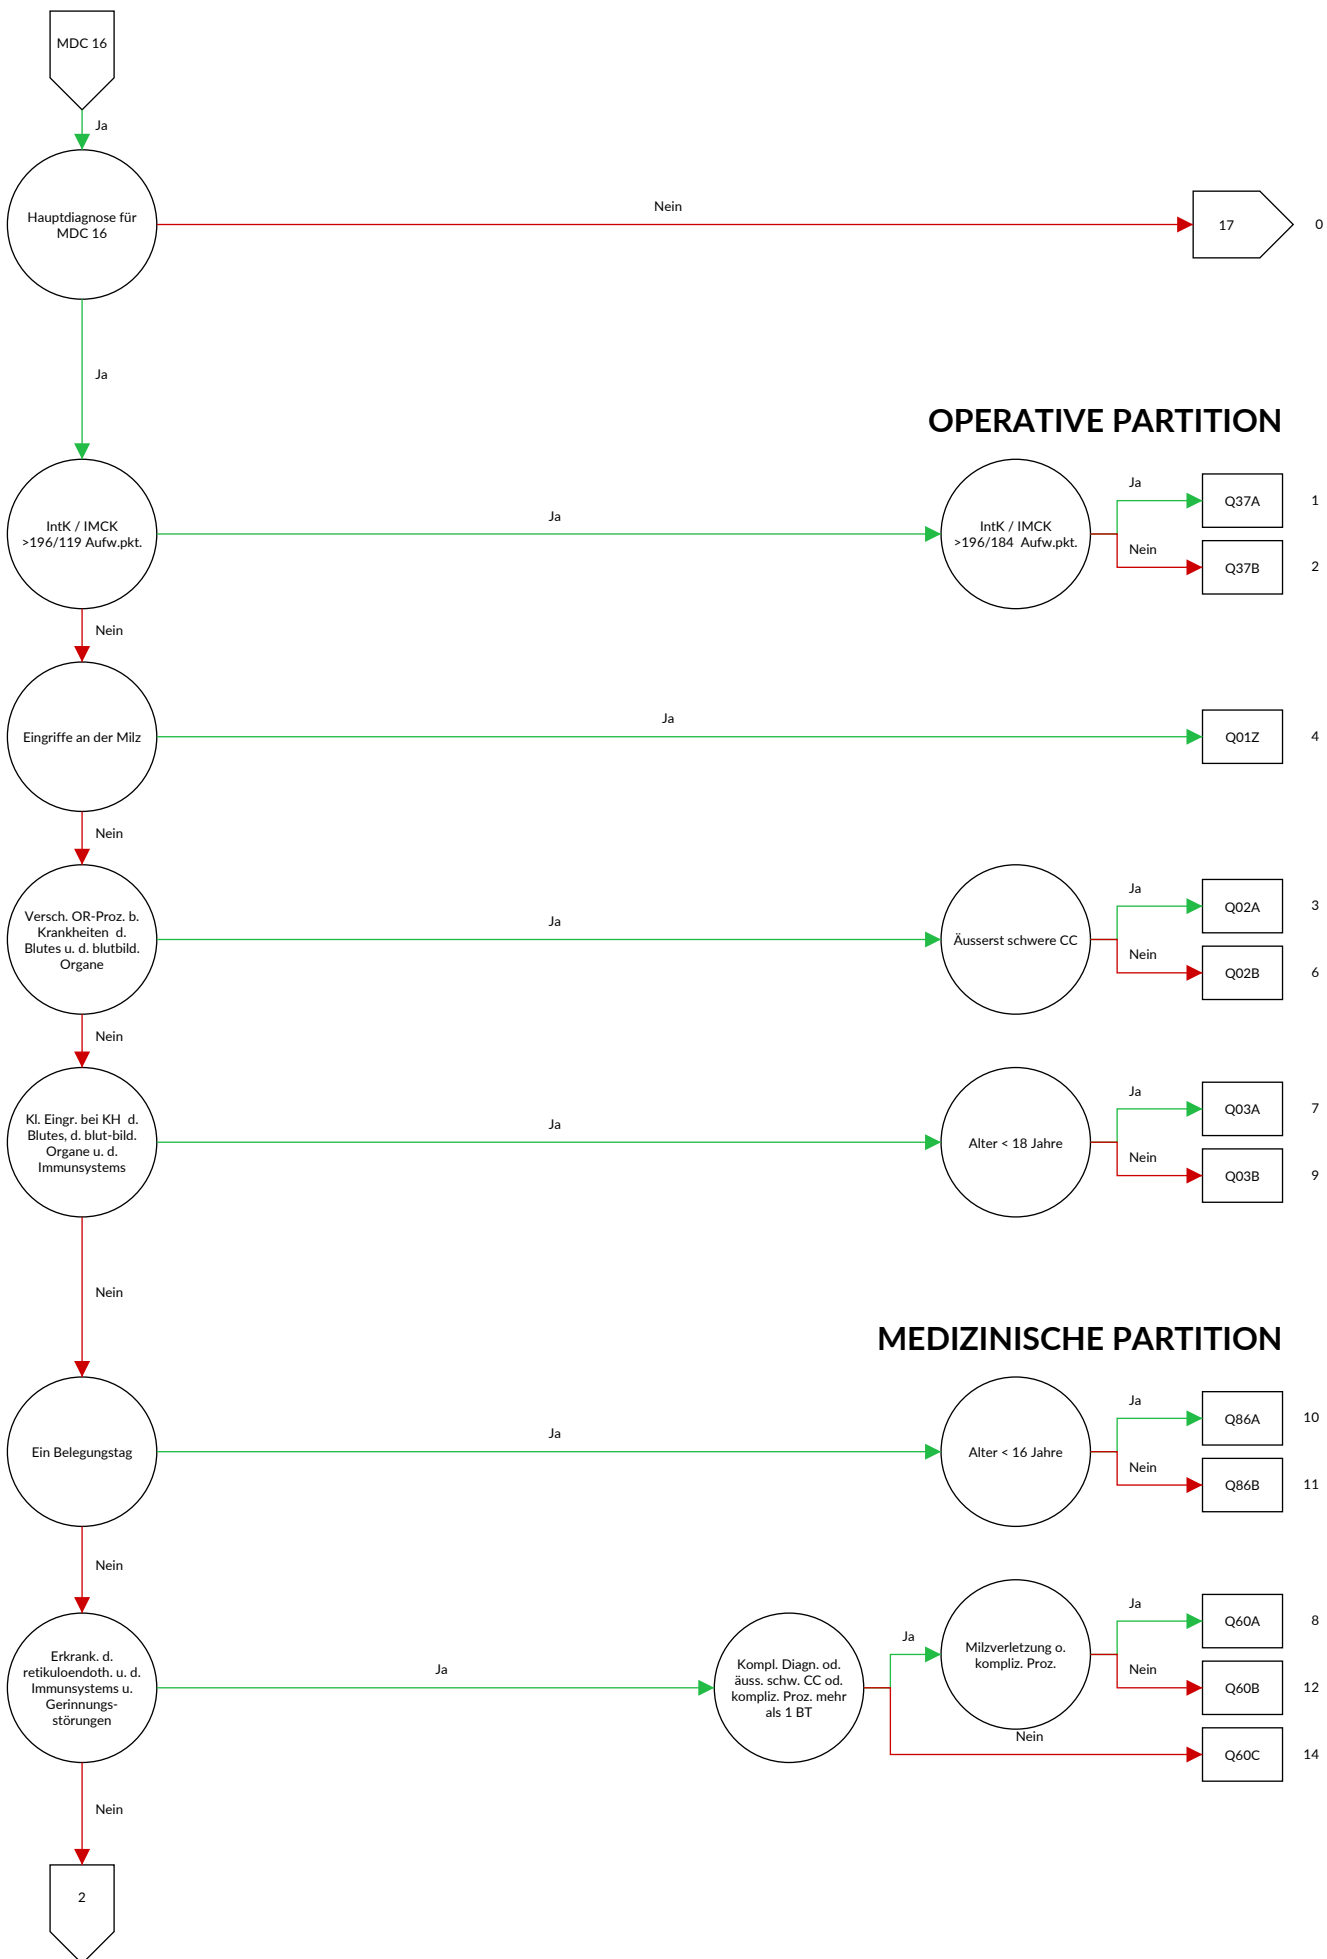 MDC 16
Ja
Hauptdiagnose für
MDC 16
Nein
17
0
Ja
OPERATIVE PARTITION
IntK / IMCK
>196/119 Aufw.pkt.
Ja
IntK / IMCK
>196/184 Aufw.pkt.
Ja
Q37A
1
Nein
Q37B
2
Nein
Eingriffe an der Milz
Ja
Q01Z
4
Nein
Versch. OR-Proz. b.
Krankheiten d.
Blutes u. d. blutbild.
Organe
Ja
Äusserst schwere CC
Ja
Q02A
3
Nein
Q02B
6
Nein
Kl. Eingr. bei KH d.
Blutes, d. blut-bild.
Organe u. d.
Immunsystems
Ja
Alter < 18 Jahre
Ja
Q03A
7
Nein
Q03B
9
Nein
MEDIZINISCHE PARTITION
Ein Belegungstag
Ja
Alter < 16 Jahre
Ja
Q86A
10
Nein
Q86B
11
Nein
Erkrank. d.
retikuloendoth. u. d.
Immunsystems u.
Gerinnungs-
störungen
Ja
Kompl. Diagn. od.
äuss. schw. CC od.
kompliz. Proz. mehr
als 1 BT
Ja
Milzverletzung o.
kompliz. Proz.
Ja
Q60A
8
Nein
Q60B
12
Nein
Q60C
14
Nein
2